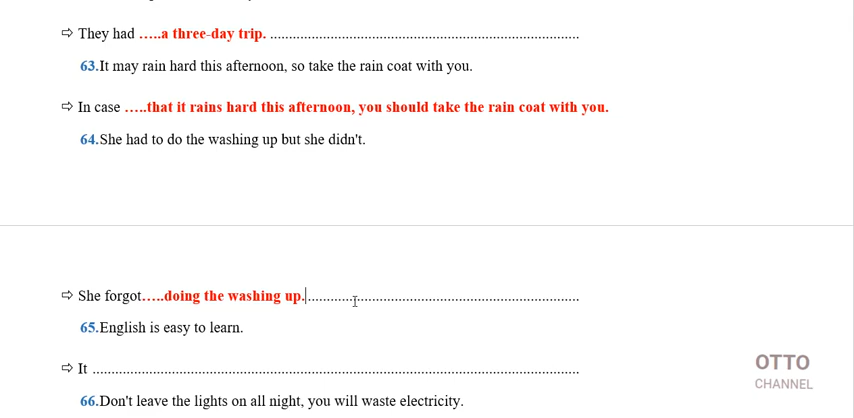 ⇨ They had …..a three-day trip. ..................................................................................
63.It may rain hard this afternoon, so take the rain coat with you.
⇨ In case …..that it rains hard this afternoon, you should take the rain coat with you.
64.She had to do the washing up but she didn't.
⇨ She forgot…..doing the washing up.........................................................................
65.English is easy to learn.
⇨ It .................................................................................................................................
66.Don't leave the lights on all night, you will waste electricity.
OTTO
CHANNEL